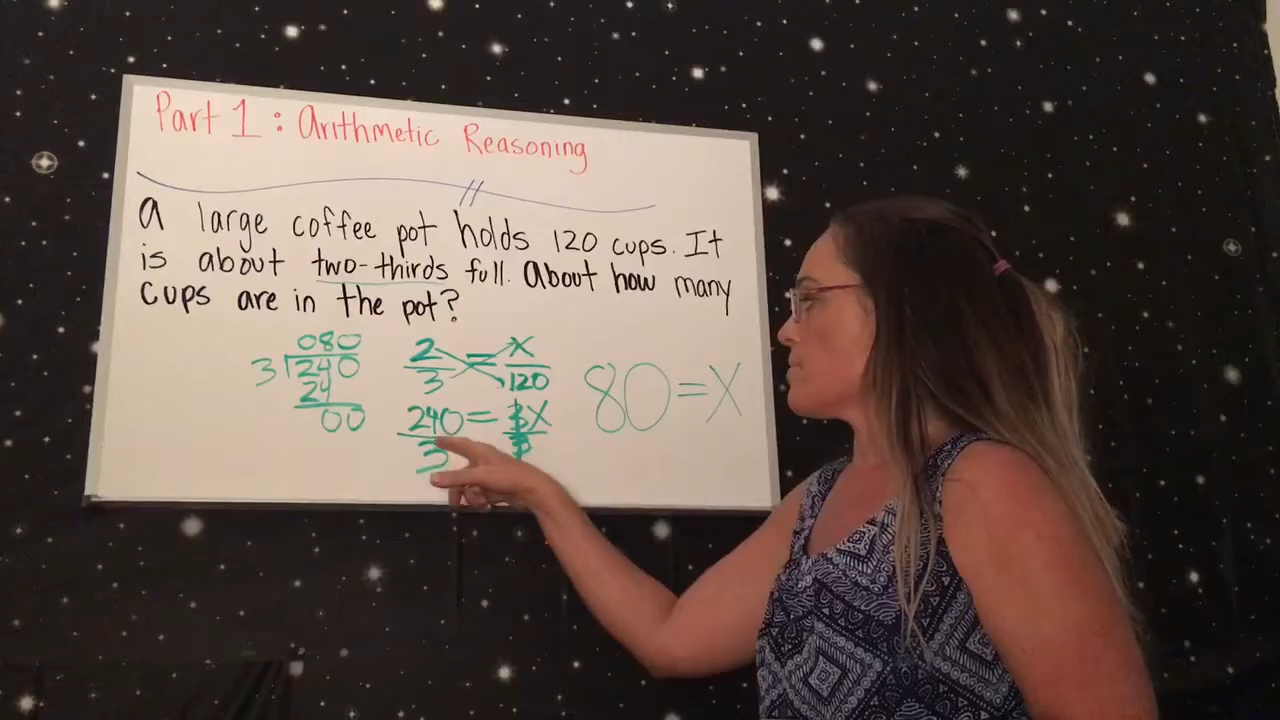 Part 1: Arithmetic Reasoning
A large coffee pot holds 120 cups. It
is about two-thirds full. About how many
cups are in the pot?
080
3 240
24
00
2 = x
3 120
240 = 3x
3 3
80 = x